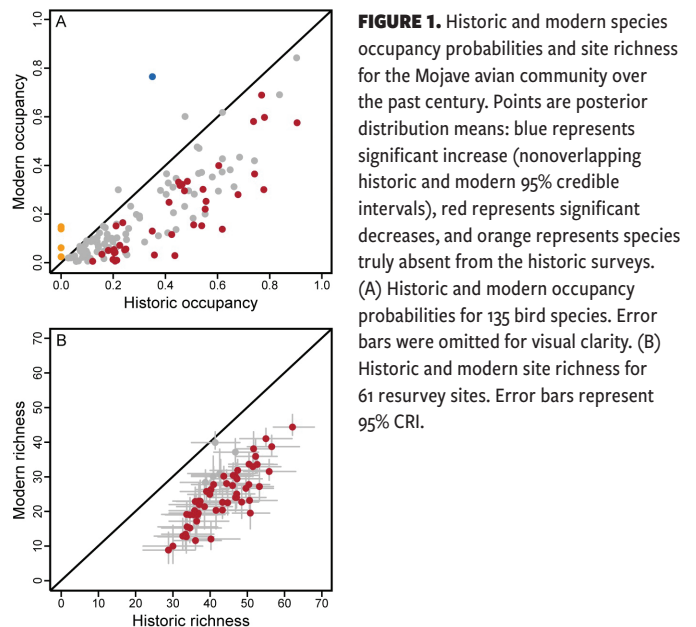 A
1.0
0.8
0.6
0.4
0.2
0.0
Modern occupancy
0.0 0.2 0.4 0.6 0.8 1.0
Historic occupancy
B
70
60
50
40
30
20
10
0
Modern richness
0 10 20 30 40 50 60 70
Historic richness
FIGURE 1. Historic and modern species
occupancy probabilities and site richness
for the Mojave avian community over
the past century. Points are posterior
distribution means: blue represents
significant increase (nonoverlapping
historic and modern 95% credible
intervals), red represents significant
decreases, and orange represents species
truly absent from the historic surveys.
(A) Historic and modern occupancy
probabilities for 135 bird species. Error
bars were omitted for visual clarity. (B)
Historic and modern site richness for
61 resurvey sites. Error bars represent
95% CRI.